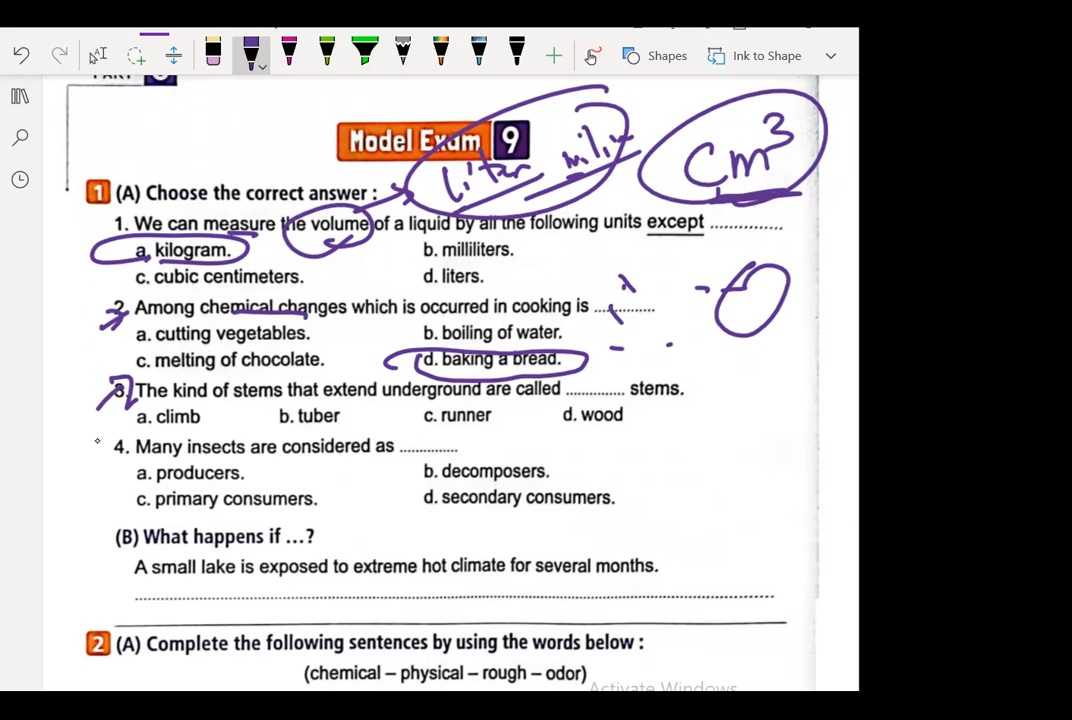 Shapes
Ink to Shape
Model Exam 9
liter
cm³
1 (A) Choose the correct answer :
1. We can measure the volume of a liquid by all the following units except ..............
a. kilogram.
b. milliliters.
c. cubic centimeters.
d. liters.
2. Among chemical changes which is occurred in cooking is ..............
a. cutting vegetables.
b. boiling of water.
c. melting of chocolate.
d. baking a bread.
3. The kind of stems that extend underground are called .............. stems.
a. climb
b. tuber
c. runner
d. wood
4. Many insects are considered as ..............
a. producers.
b. decomposers.
c. primary consumers.
d. secondary consumers.
(B) What happens if ...?
A small lake is exposed to extreme hot climate for several months.
2 (A) Complete the following sentences by using the words below :
(chemical – physical – rough – odor)
Activate Windows